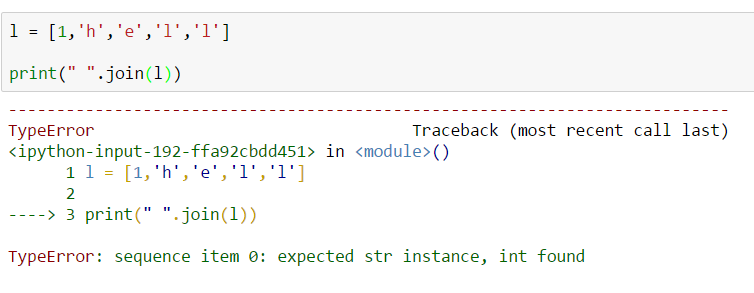 l = [1,'h','e','l','l']
print(" ".join(l))
---------------------------------------------------------------------------
TypeError                                 Traceback (most recent call last)
<ipython-input-192-ffa92cbdd451> in <module>()
      1 l = [1,'h','e','l','l']
      2
----> 3 print(" ".join(l))
TypeError: sequence item 0: expected str instance, int found